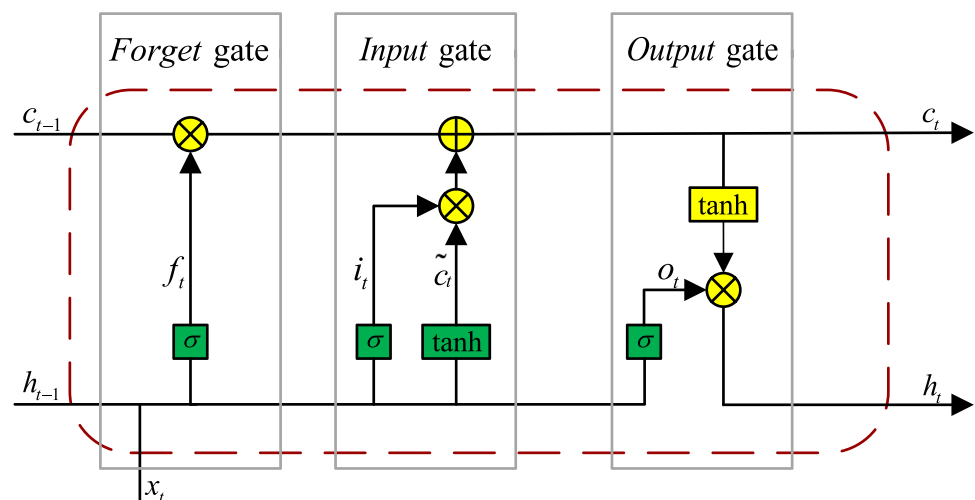 Forget gate
Input gate
Output gate
c_{t-1}
c_t
tanh
f_t
i_t
c̃_t
o_t
σ
σ
tanh
σ
h_{t-1}
h_t
x_t